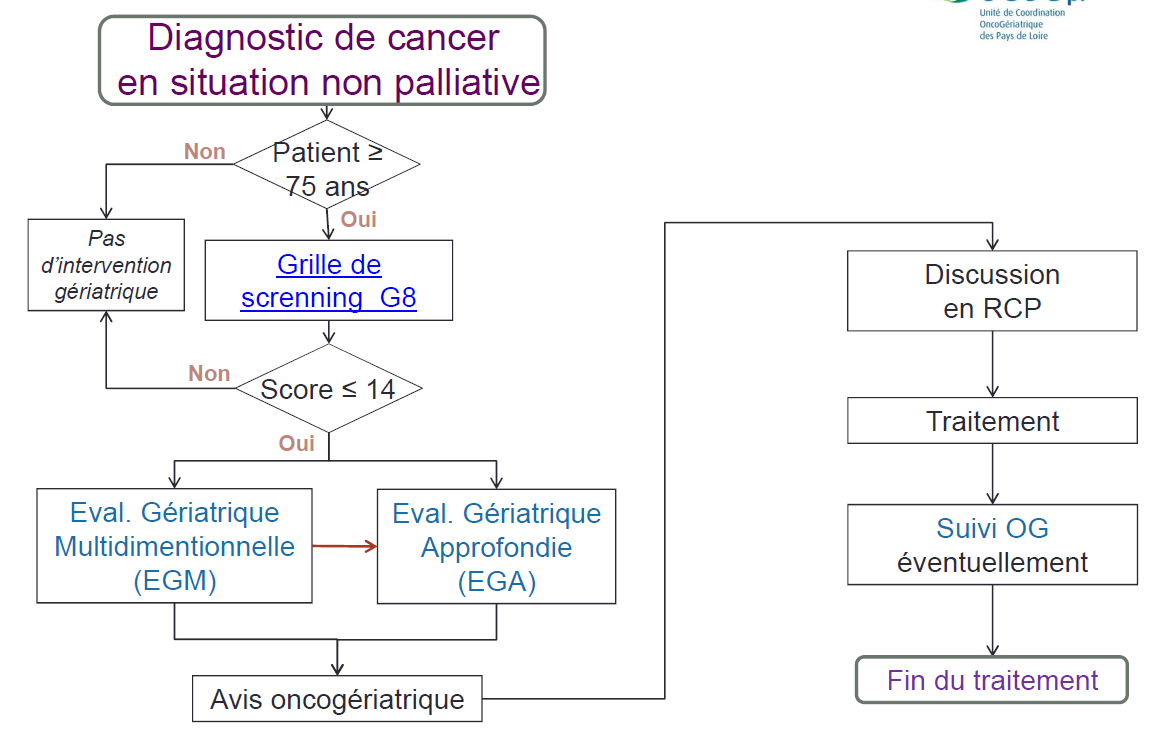 Unité de Coordination
OncoGériatrique
des Pays de Loire
Diagnostic de cancer
en situation non palliative
Non
Patient ≥
75 ans
Oui
Pas
d'intervention
gériatrique
Grille de
screnning G8
Non
Score ≤ 14
Oui
Eval. Gériatrique
Multidimentionnelle
(EGM)
Eval. Gériatrique
Approfondie
(EGA)
Avis oncogériatrique
Discussion
en RCP
Traitement
Suivi OG
éventuellement
Fin du traitement